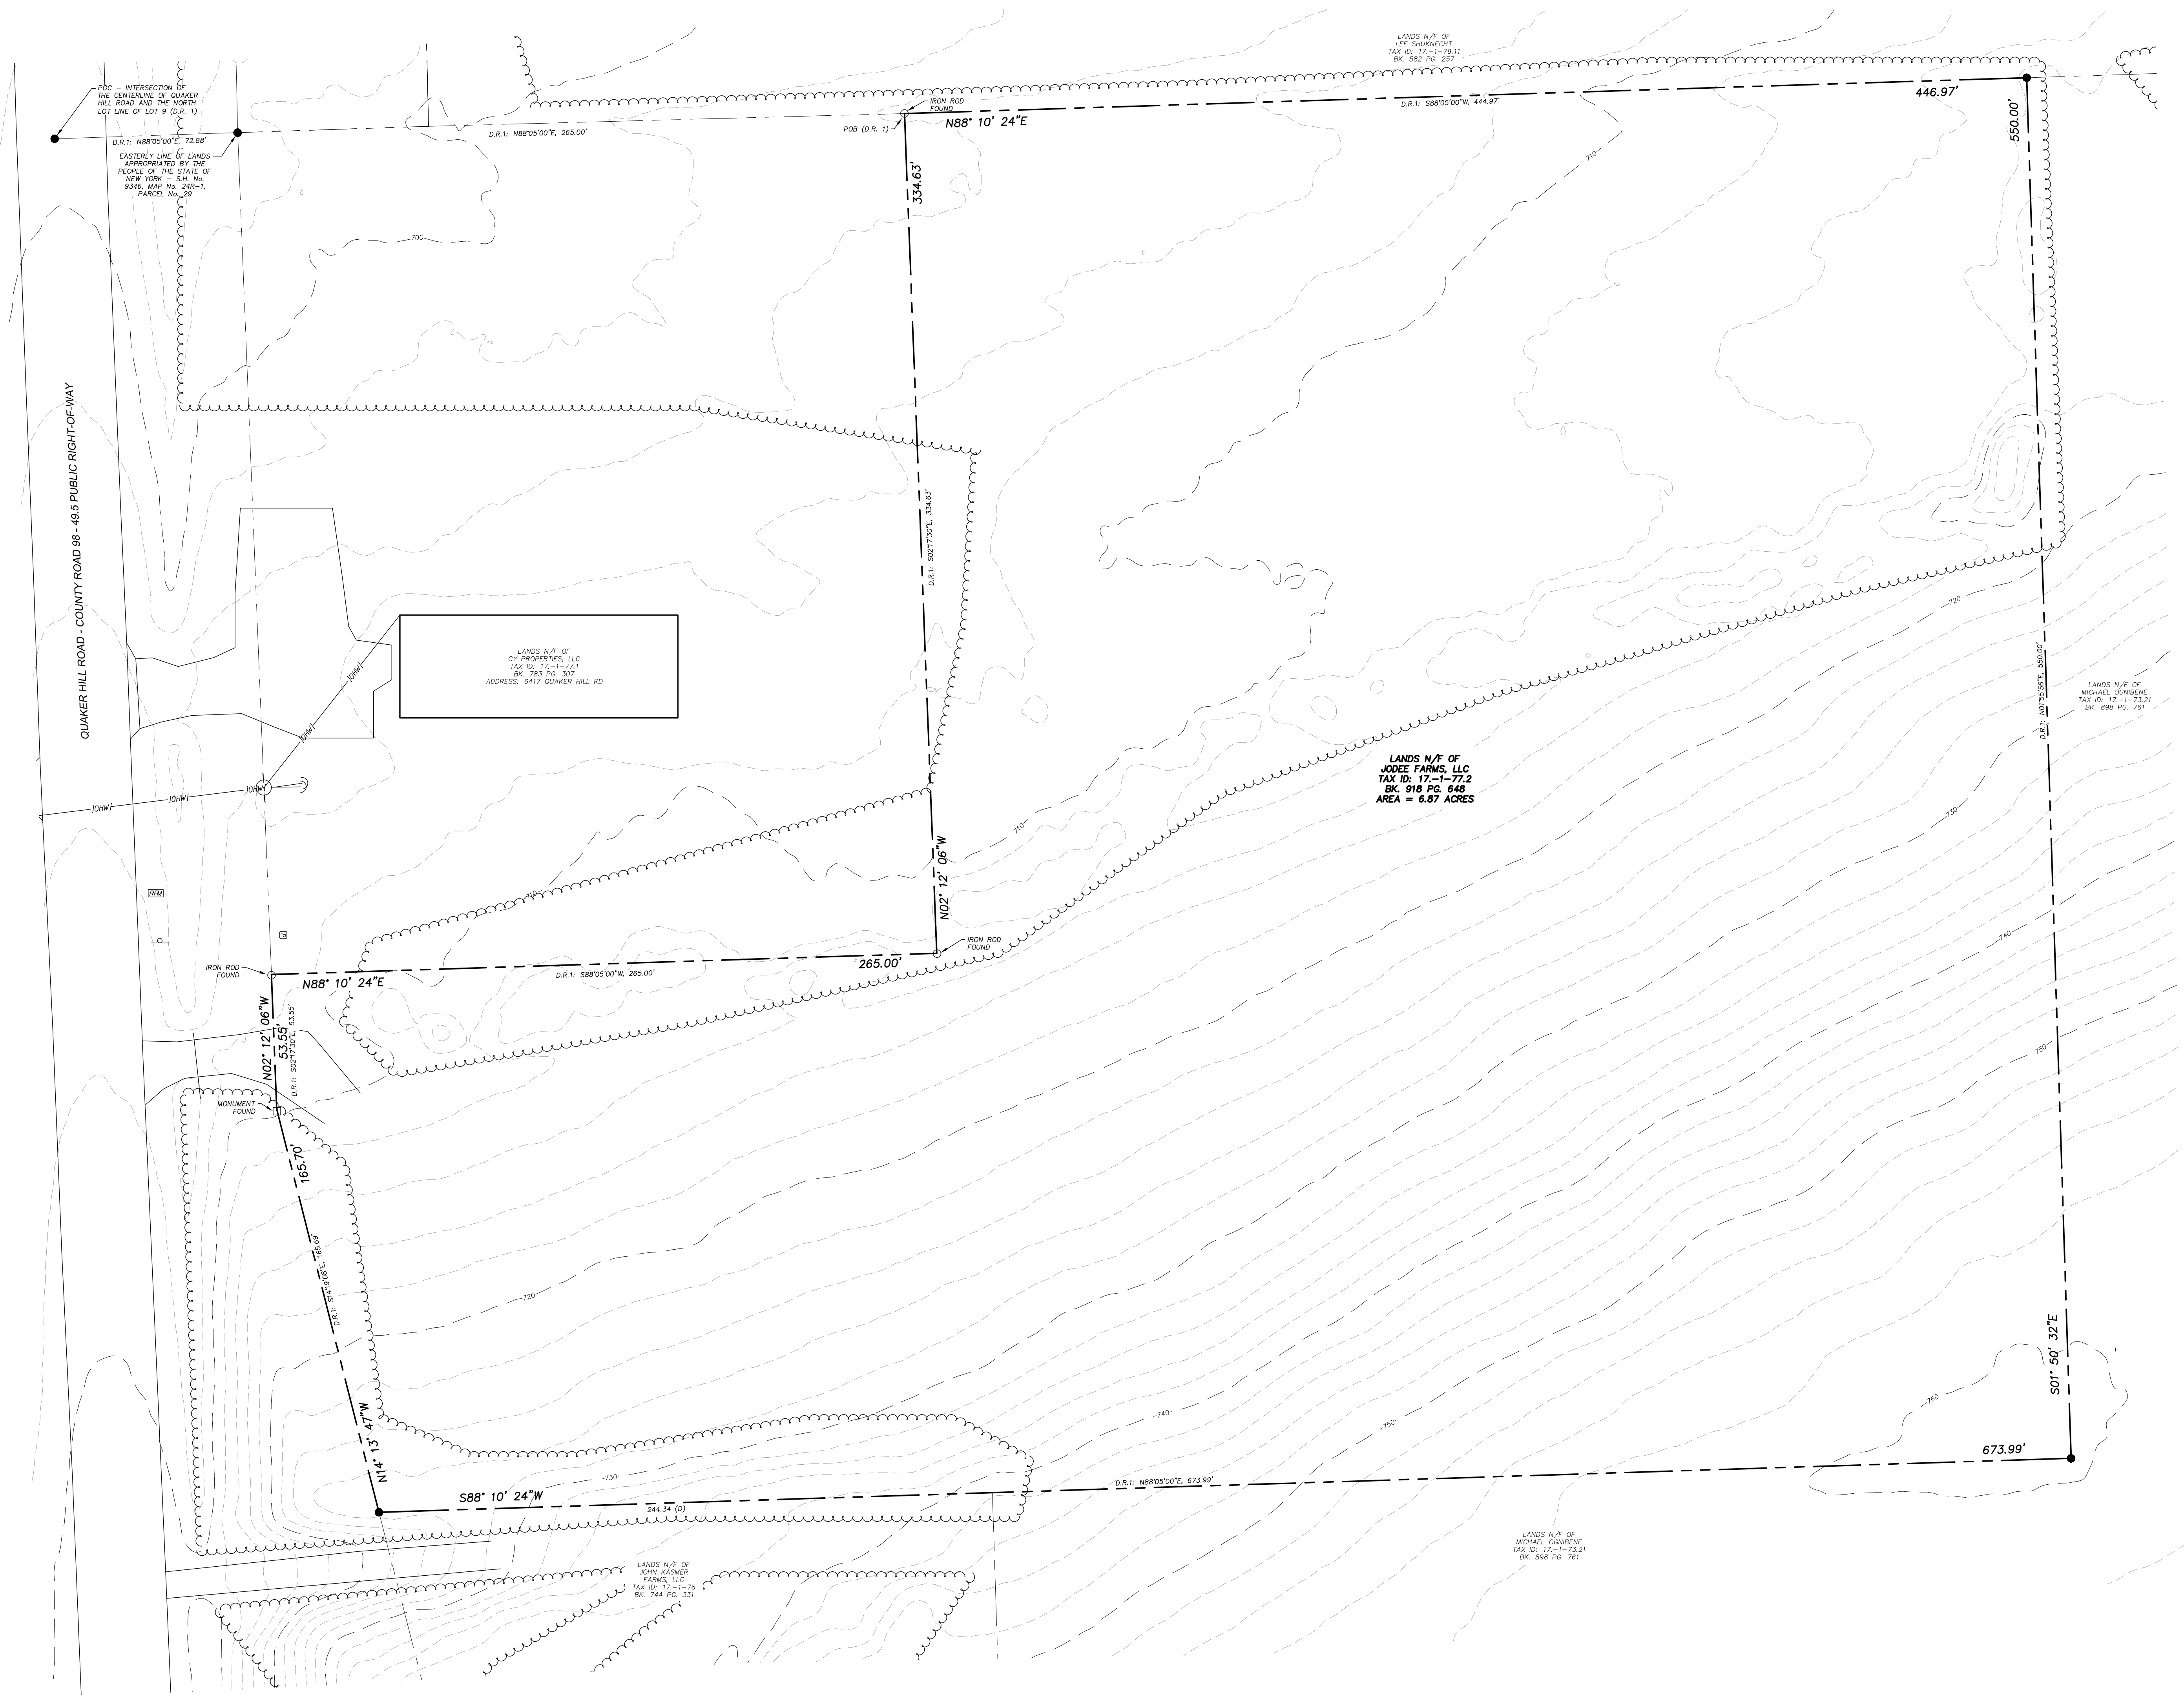 LANDS N/F OF
LEE SHUKNECHT
TAX ID: 17.-1-79.11
BK. 582 PG. 257
POC - INTERSECTION OF
THE CENTERLINE OF QUAKER
HILL ROAD AND THE NORTH
LOT LINE OF LOT 9 (D.R. 1)
D.R.1: N88°05'00"E, 72.88'
EASTERLY LINE OF LANDS
APPROPRIATED BY THE
PEOPLE OF THE STATE OF
NEW YORK - S.H. No.
9346, MAP No. 24R-1,
PARCEL No. 29
D.R.1: N88°05'00"E, 265.00'
IRON ROD
FOUND
POB (D.R. 1)
N88° 10' 24"E
D.R.1: S88°05'00"W, 444.97'
446.97'
550.00'
334.63'
700
710
QUAKER HILL ROAD - COUNTY ROAD 98 - 49.5 PUBLIC RIGHT-OF-WAY
D.R.1: S02°17'30"E, 334.63'
LANDS N/F OF
CY PROPERTIES, LLC
TAX ID: 17.-1-77.1
BK. 783 PG. 307
ADDRESS: 6417 QUAKER HILL RD
|OHW|
|OHW|
|OHW|
|OHW|
|OHW|
720
D.R.1: N01°55'56"E, 550.00'
LANDS N/F OF
MICHAEL OGNIBENE
TAX ID: 17.-1-73.21
BK. 898 PG. 761
LANDS N/F OF
JODEE FARMS, LLC
TAX ID: 17.-1-77.2
BK. 918 PG. 648
AREA = 6.87 ACRES
730
710
710
RPM
P
N02° 12' 06"W
IRON ROD
FOUND
740
IRON ROD
FOUND
N88° 10' 24"E
D.R.1: S88°05'00"W, 265.00'
265.00'
N02° 12' 06"W
53.55'
D.R.1: S02°17'30"E, 53.55'
750
MONUMENT
FOUND
165.70'
D.R.1: S14°19'08"E, 165.69'
720
S01° 50' 32"E
N14° 13' 47"W
760
740
750
730
673.99'
S88° 10' 24"W
244.34 (D)
D.R.1: N88°05'00"E, 673.99'
LANDS N/F OF
MICHAEL OGNIBENE
TAX ID: 17.-1-73.21
BK. 898 PG. 761
LANDS N/F OF
JOHN KASMER
FARMS, LLC
TAX ID: 17.-1-76
BK. 744 PG. 331